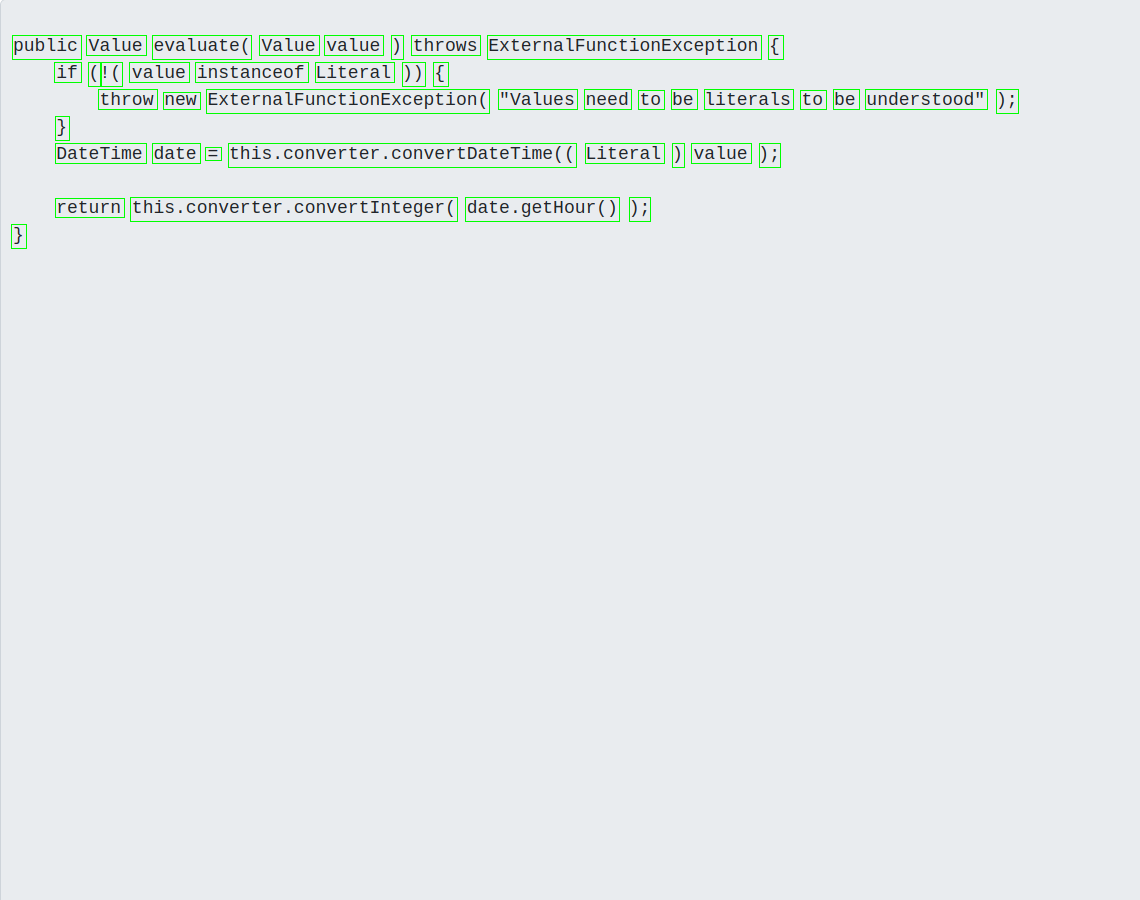 public Value evaluate( Value value ) throws ExternalFunctionException {
if (!( value instanceof Literal )) {
throw new ExternalFunctionException( "Values need to be literals to be understood" );
}
DateTime date = this.converter.convertDateTime(( Literal ) value );
return this.converter.convertInteger( date.getHour() );
}